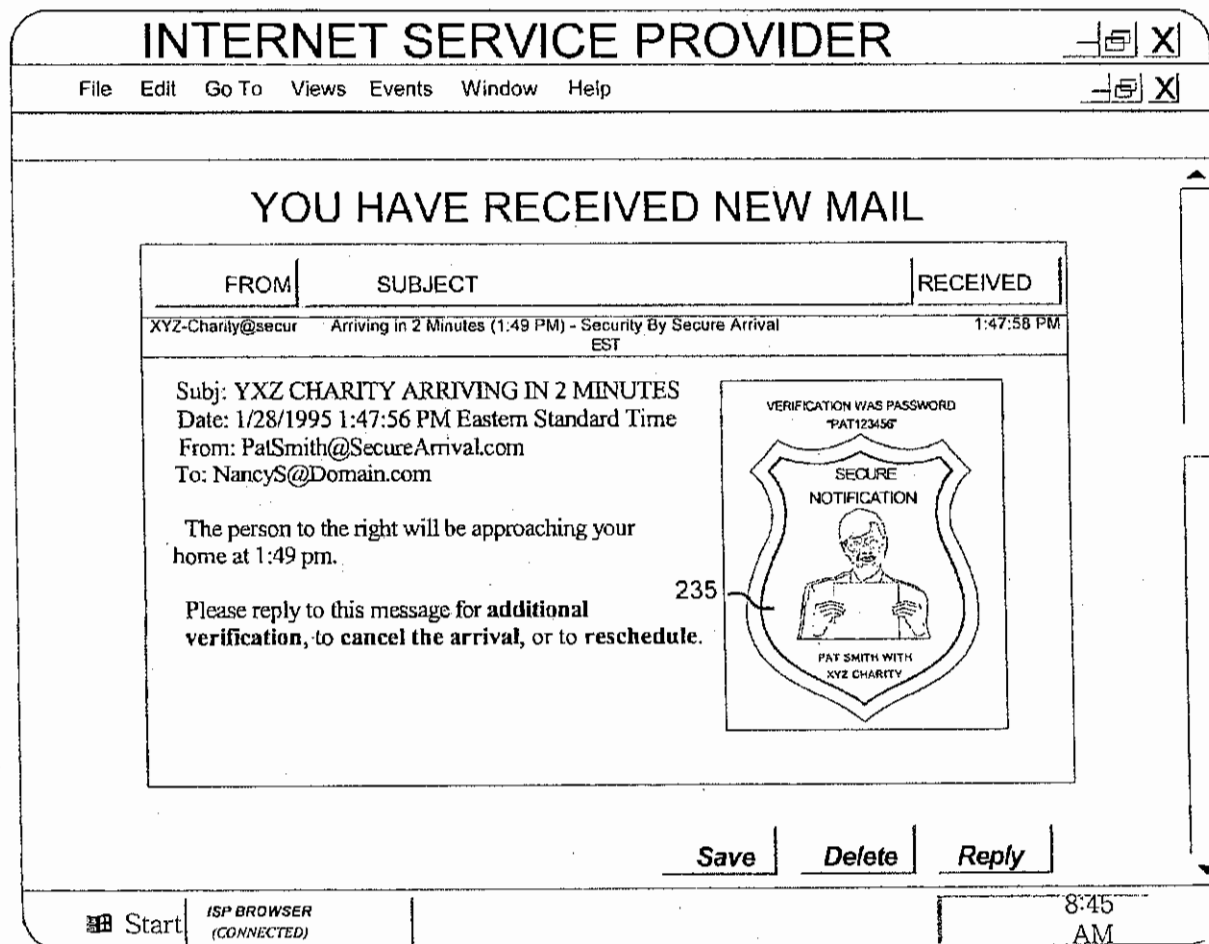 INTERNET SERVICE PROVIDER
X
File Edit Go To Views Events Window Help
X
YOU HAVE RECEIVED NEW MAIL
FROM SUBJECT RECEIVED
XYZ-Charity@secur Arriving in 2 Minutes (1:49 PM) - Security By Secure Arrival 1:47:58 PM
EST
Subj: YXZ CHARITY ARRIVING IN 2 MINUTES
Date: 1/28/1995 1:47:56 PM Eastern Standard Time
From: PatSmith@SecureArrival.com
To: NancyS@Domain.com
The person to the right will be approaching your
home at 1:49 pm.
Please reply to this message for additional
verification, to cancel the arrival, or to reschedule.
VERIFICATION WAS PASSWORD
"PAT123456"
SECURE
NOTIFICATION
235
PAT SMITH WITH
XYZ CHARITY
Save Delete Reply
Start
ISP BROWSER
(CONNECTED)
8:45
AM